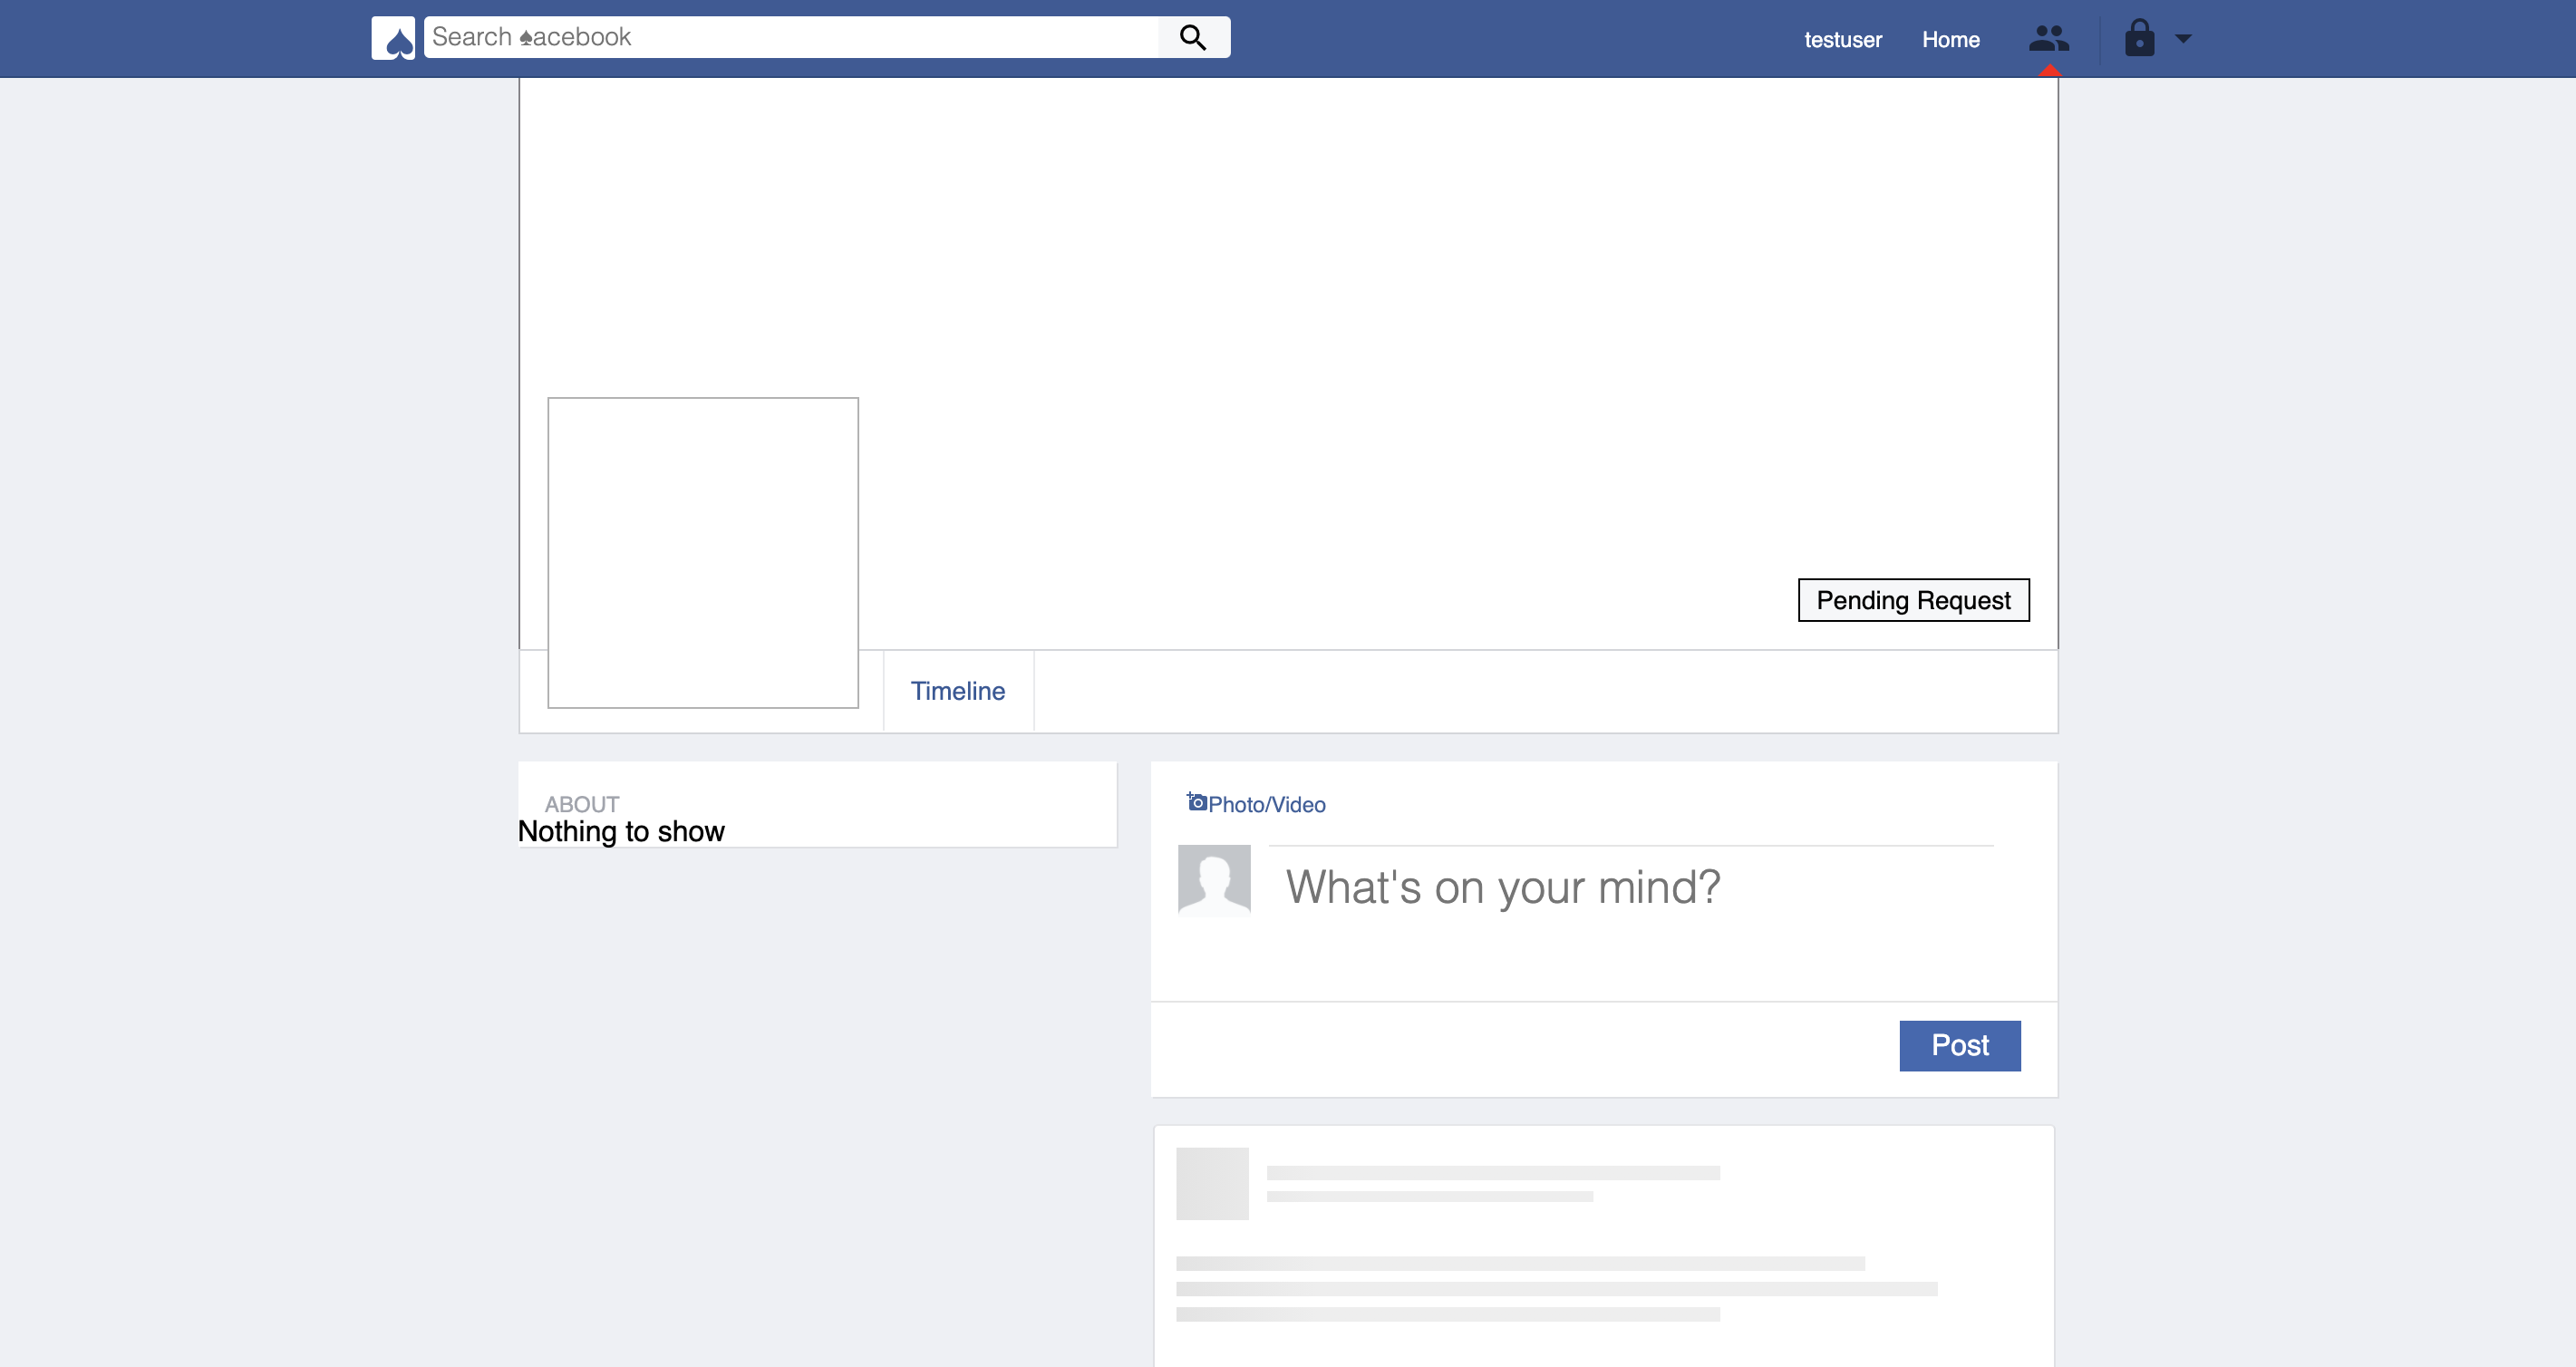 Search ♠acebook
testuser
Home
Pending Request
Timeline
ABOUT
Nothing to show
Photo/Video
What's on your mind?
Post